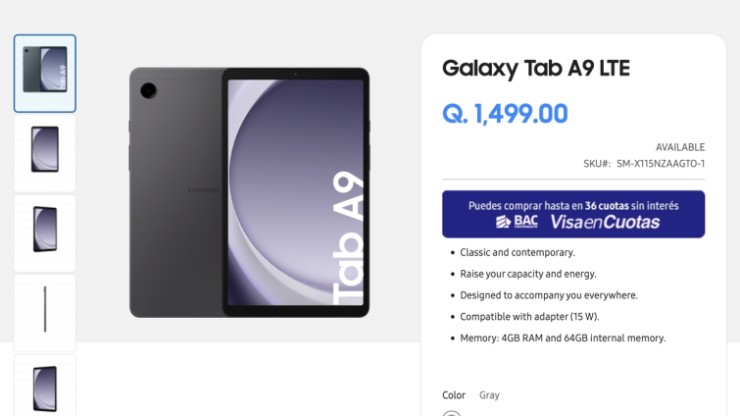 Galaxy Tab A9 LTE
Q. 1,499.00
AVAILABLE
SKU#: SM-X115NZAAGTO-1
Puedes comprar hasta en 36 cuotas sin interés
BAC VisaenCuotas
Classic and contemporary.
Raise your capacity and energy.
Designed to accompany you everywhere.
Compatible with adapter (15 W).
Memory: 4GB RAM and 64GB internal memory.
Color Gray
Tab A9
SAMSUNG
Tab A9